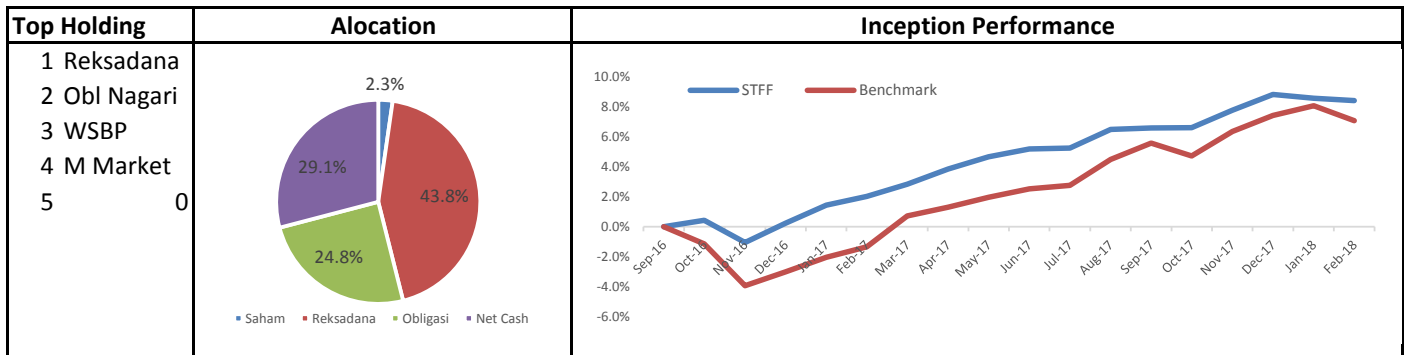 Top Holding
1 Reksadana
2 Obl Nagari
3 WSBP
4 M Market
5 0
Alocation
2.3%
43.8%
24.8%
29.1%
Saham Reksadana Obligasi Net Cash
Inception Performance
STFF Benchmark
10.0%
8.0%
6.0%
4.0%
2.0%
0.0%
-2.0%
-4.0%
-6.0%
Sep-16 Oct-16 Nov-16 Dec-16 Jan-17 Feb-17 Mar-17 Apr-17 May-17 Jun-17 Jul-17 Aug-17 Sep-17 Oct-17 Nov-17 Dec-17 Jan-18 Feb-18